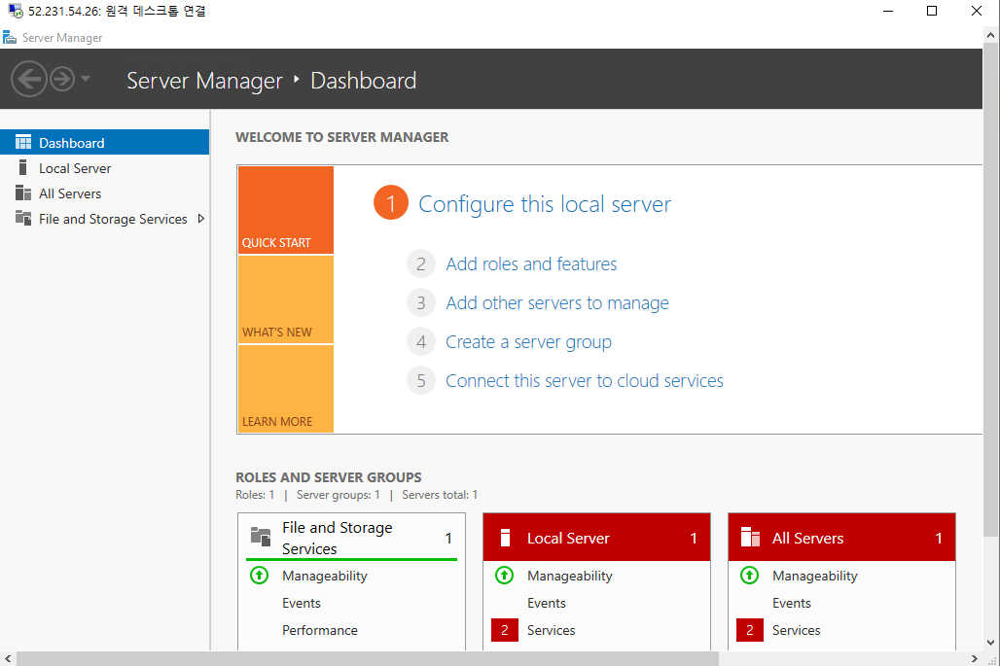 52.231.54.26: 원격 데스크톱 연결
Server Manager
Server Manager ‣ Dashboard
Dashboard
Local Server
All Servers
File and Storage Services
WELCOME TO SERVER MANAGER
QUICK START
WHAT'S NEW
LEARN MORE
1 Configure this local server
2 Add roles and features
3 Add other servers to manage
4 Create a server group
5 Connect this server to cloud services
ROLES AND SERVER GROUPS
Roles: 1 | Server groups: 1 | Servers total: 1
File and Storage
Services
1
Manageability
Events
Performance
Local Server 1
Manageability
Events
2 Services
All Servers 1
Manageability
Events
2 Services